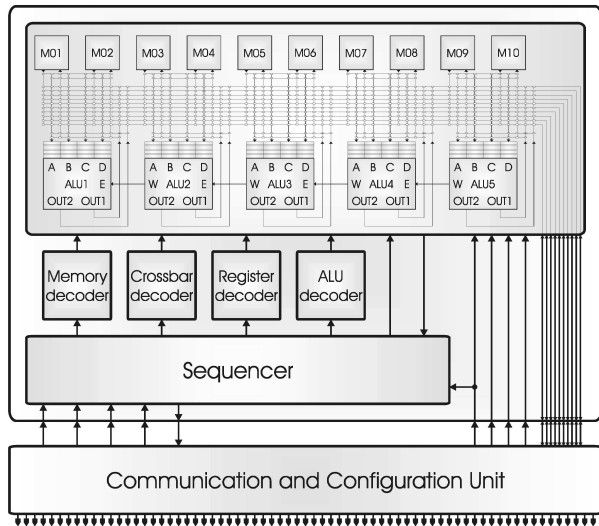 M01 M02 M03 M04 M05 M06 M07 M08 M09 M10
A B C D A B C D A B C D A B C D A B C D
ALU1 E W ALU2 E W ALU3 E W ALU4 E W ALU5
OUT2 OUT1 OUT2 OUT1 OUT2 OUT1 OUT2 OUT1 OUT2 OUT1
Memory decoder
Crossbar decoder
Register decoder
ALU decoder
Sequencer
Communication and Configuration Unit